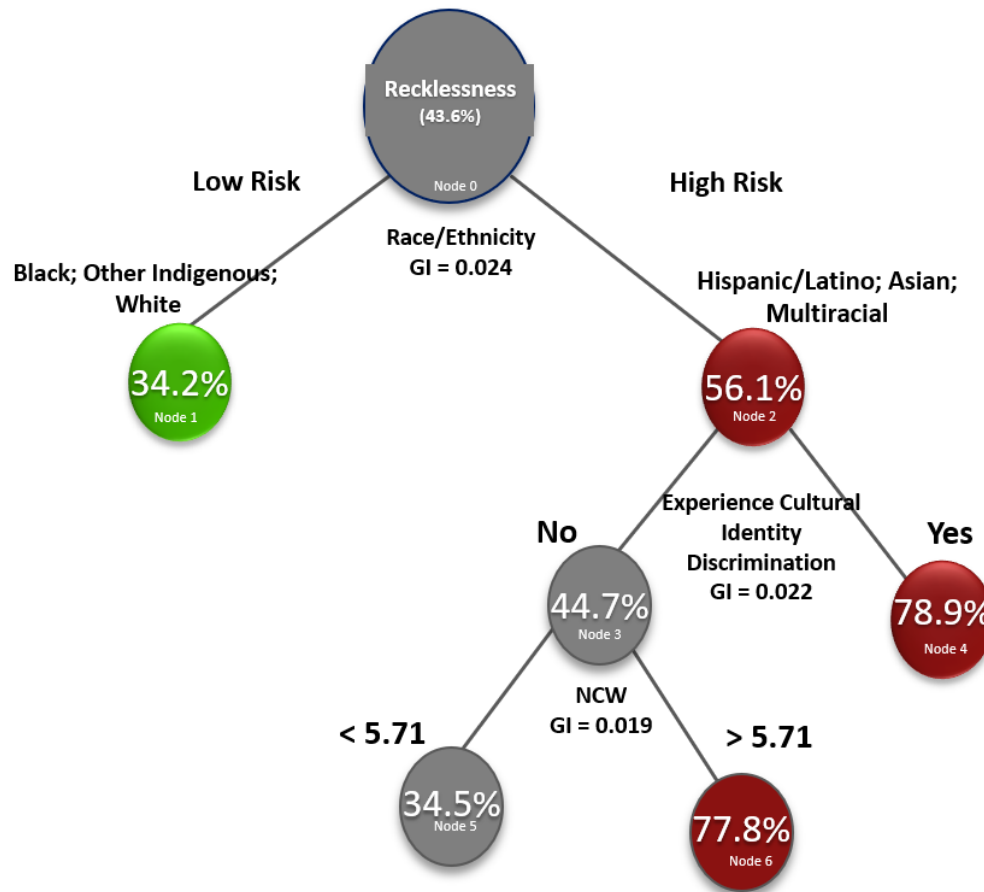 Recklessness
(43.6%)
Node 0
Low Risk
High Risk
Race/Ethnicity
GI = 0.024
Black; Other Indigenous;
White
Hispanic/Latino; Asian;
Multiracial
34.2%
Node 1
56.1%
Node 2
No
Experience Cultural
Identity
Discrimination
GI = 0.022
Yes
44.7%
Node 3
78.9%
Node 4
NCW
GI = 0.019
< 5.71
> 5.71
34.5%
Node 5
77.8%
Node 6